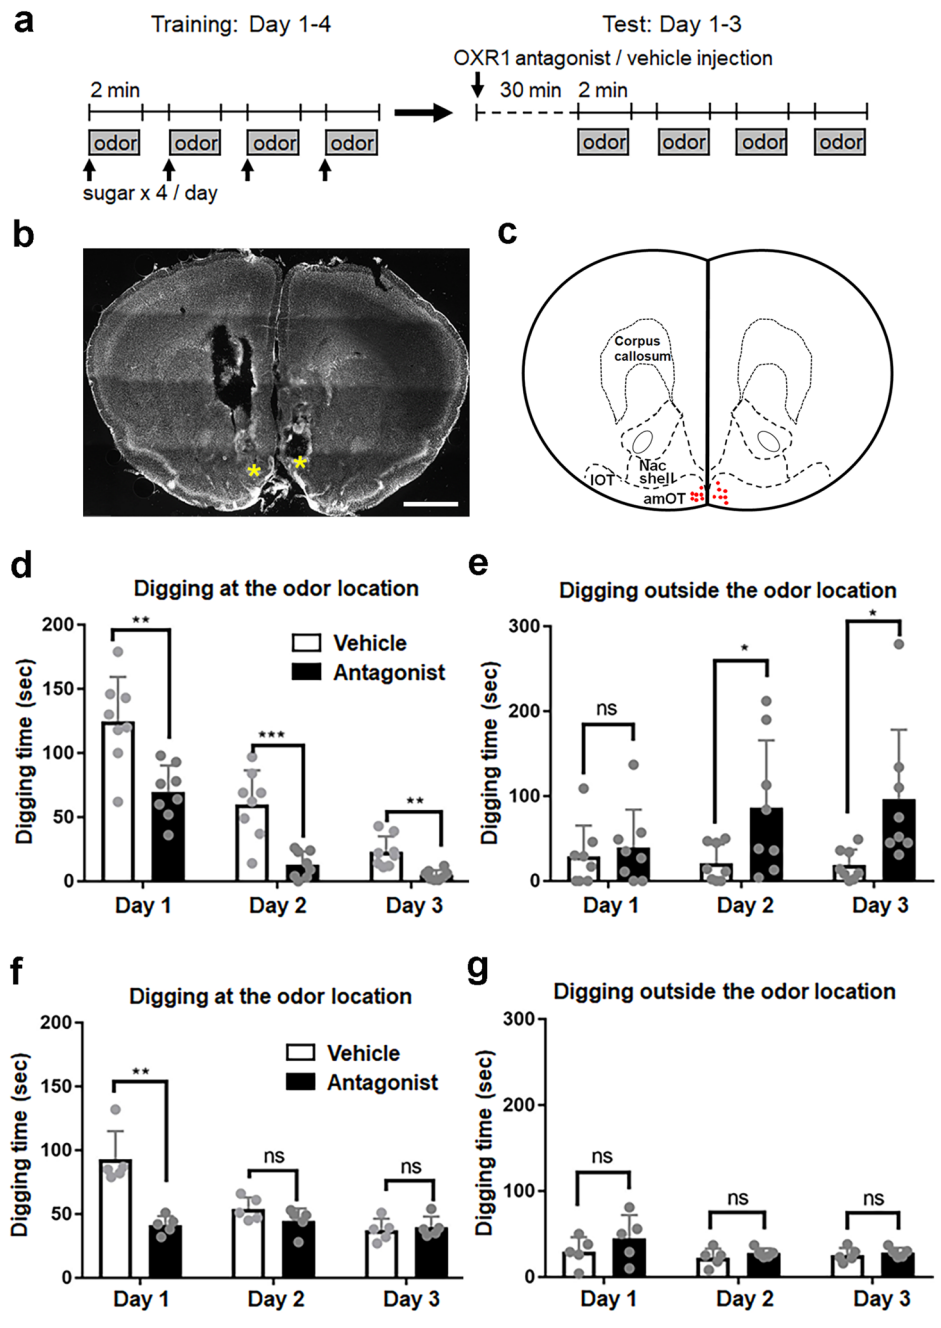 a
Training: Day 1-4
Test: Day 1-3
OXR1 antagonist / vehicle injection
2 min
30 min
2 min
odor odor odor odor
odor odor odor odor
sugar x 4 / day
b
c
Corpus
callosum
Nac
shell
lOT
amOT
*
*
d
Digging at the odor location
Digging time (sec)
200
150
100
50
0
**
***
**
Vehicle
Antagonist
Day 1 Day 2 Day 3
e
Digging outside the odor location
Digging time (sec)
300
200
100
0
ns
*
*
Day 1 Day 2 Day 3
f
Digging at the odor location
Digging time (sec)
200
150
100
50
0
**
ns
ns
Vehicle
Antagonist
Day 1 Day 2 Day 3
g
Digging outside the odor location
Digging time (sec)
300
200
100
0
ns
ns
ns
Day 1 Day 2 Day 3